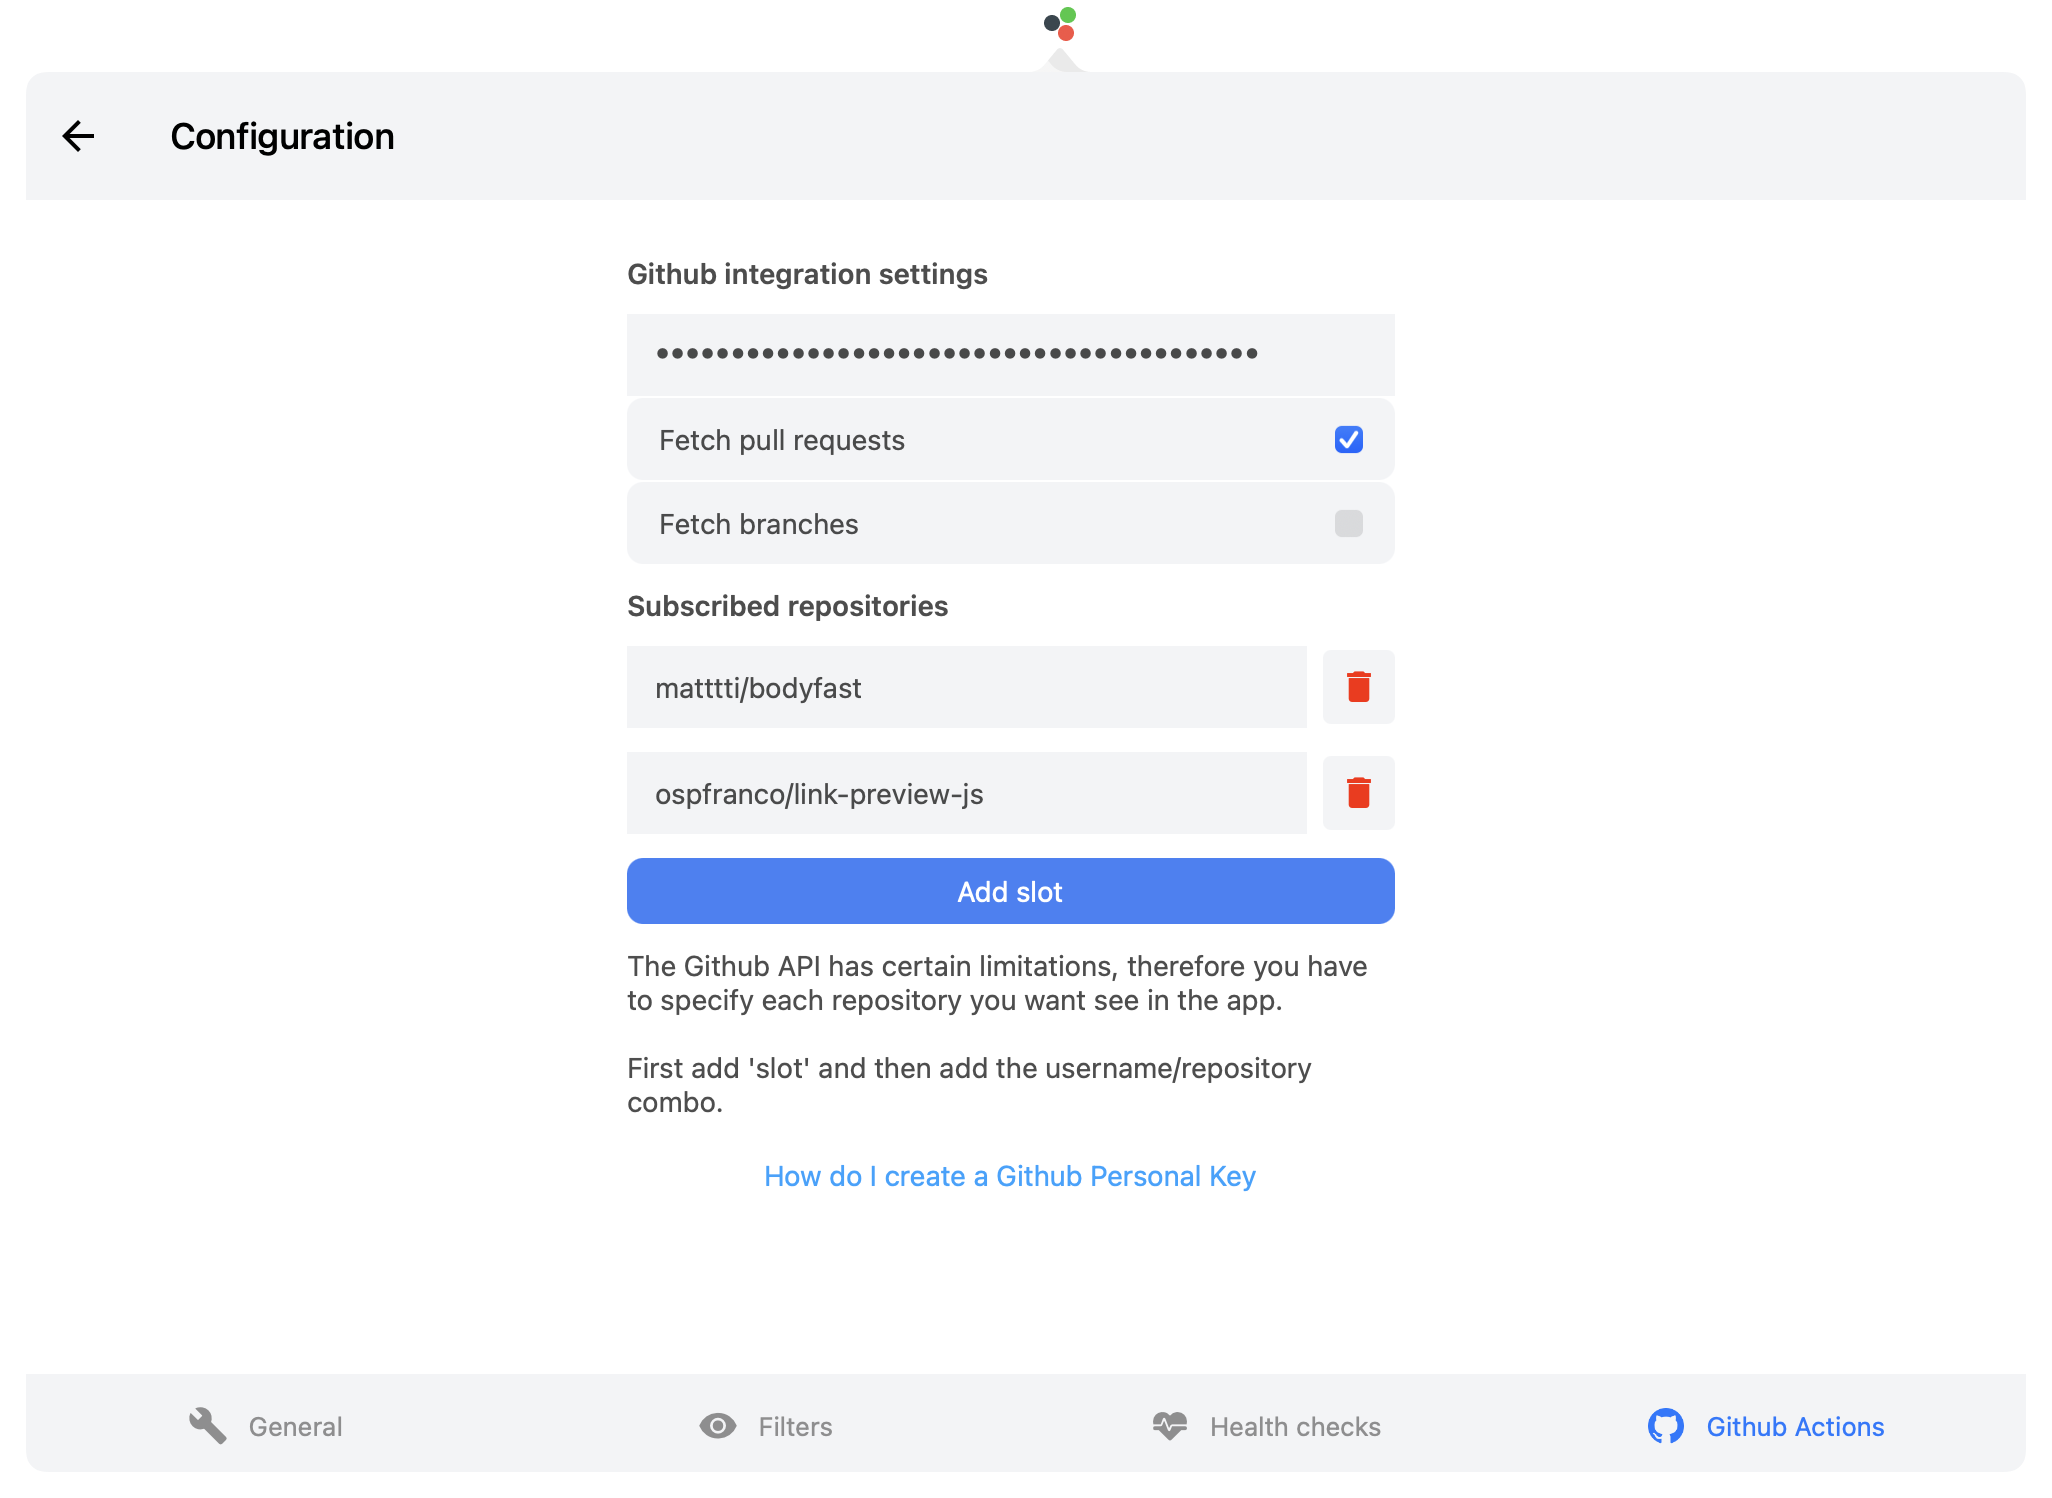 Configuration
Github integration settings
••••••••••••••••••••••••••••••••••••••••
Fetch pull requests
Fetch branches
Subscribed repositories
matttti/bodyfast
ospfranco/link-preview-js
Add slot
The Github API has certain limitations, therefore you have
to specify each repository you want see in the app.
First add 'slot' and then add the username/repository
combo.
How do I create a Github Personal Key
General
Filters
Health checks
Github Actions